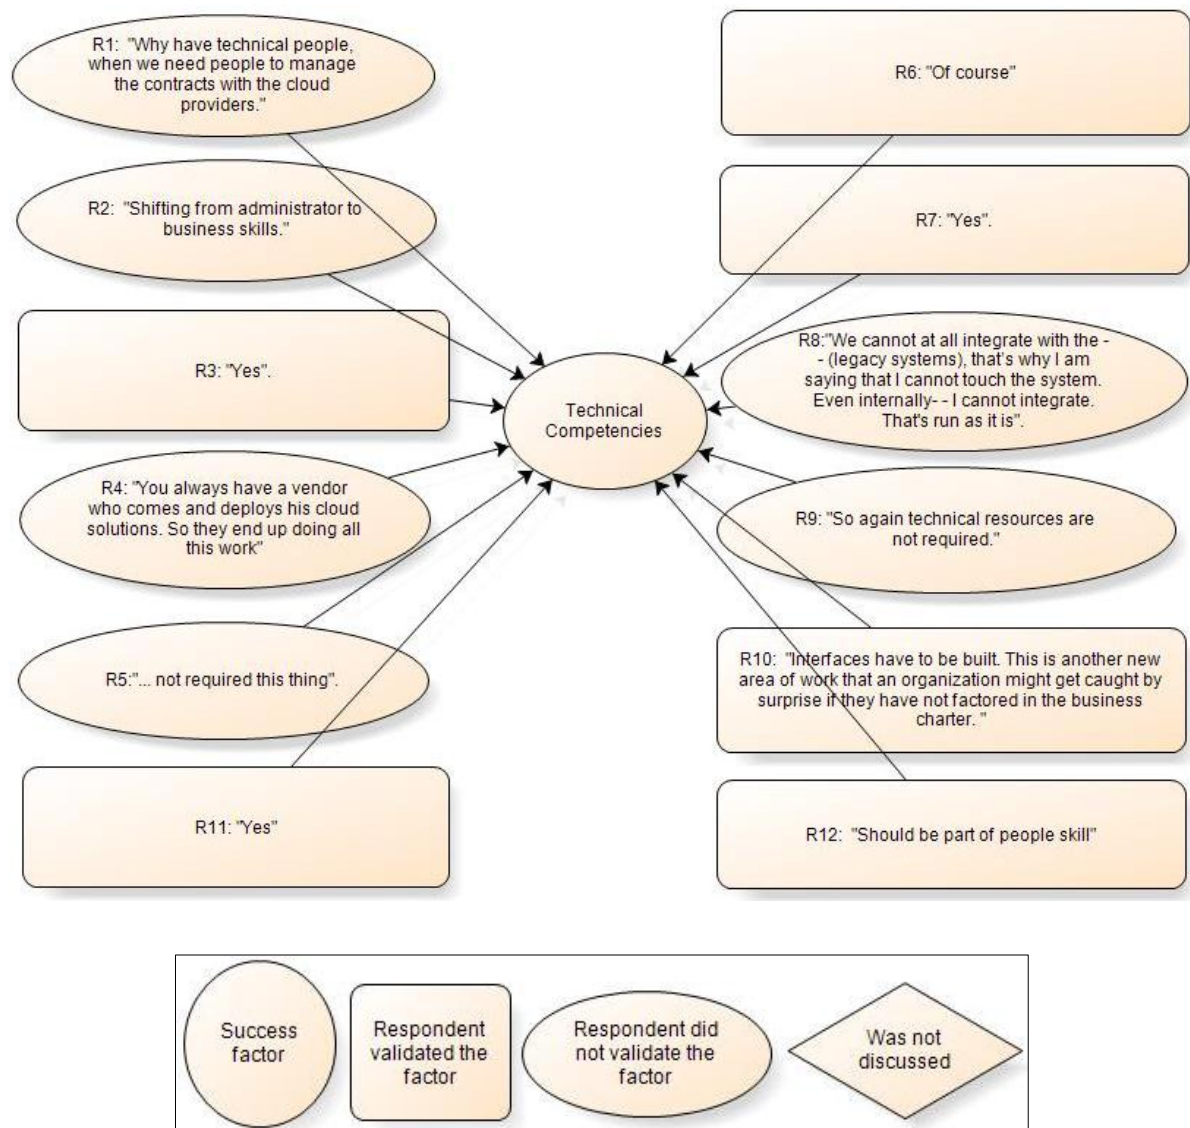 R1: "Why have technical people,
when we need people to manage
the contracts with the cloud
providers."
R2: "Shifting from administrator to
business skills."
R3: "Yes".
R4: "You always have a vendor
who comes and deploys his cloud
solutions. So they end up doing all
this work"
R5:"... not required this thing".
R11: "Yes"
Technical
Competencies
R6: "Of course"
R7: "Yes".
R8:"We cannot at all integrate with the -
- (legacy systems), that's why I am
saying that I cannot touch the system.
Even internally- - I cannot integrate.
That's run as it is".
R9: "So again technical resources are
not required."
R10: "Interfaces have to be built. This is another new
area of work that an organization might get caught by
surprise if they have not factored in the business
charter. "
R12: "Should be part of people skill"
Success
factor
Respondent
validated the
factor
Respondent did
not validate the
factor
Was not
discussed